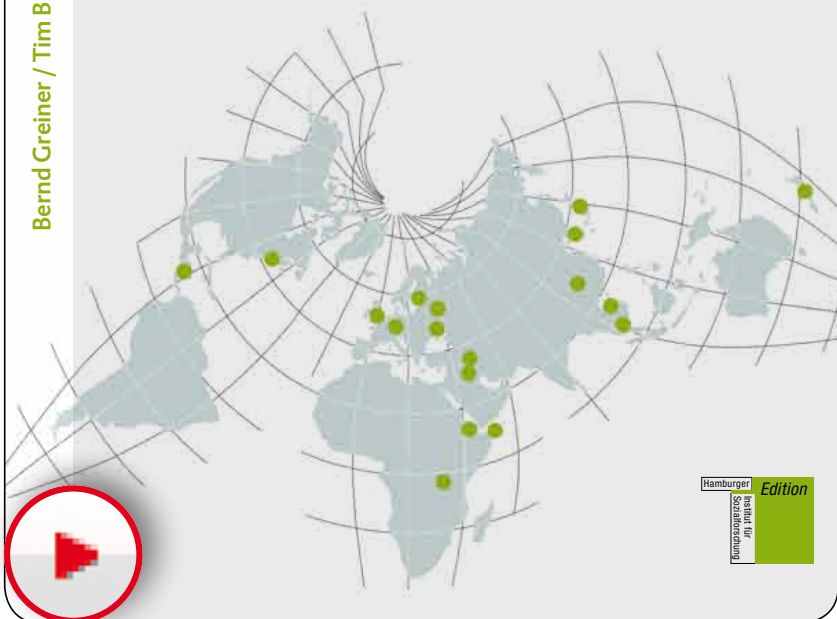 Bernd Greiner / Tim B
Hamburger
Edition
Institut für
Sozialforschung